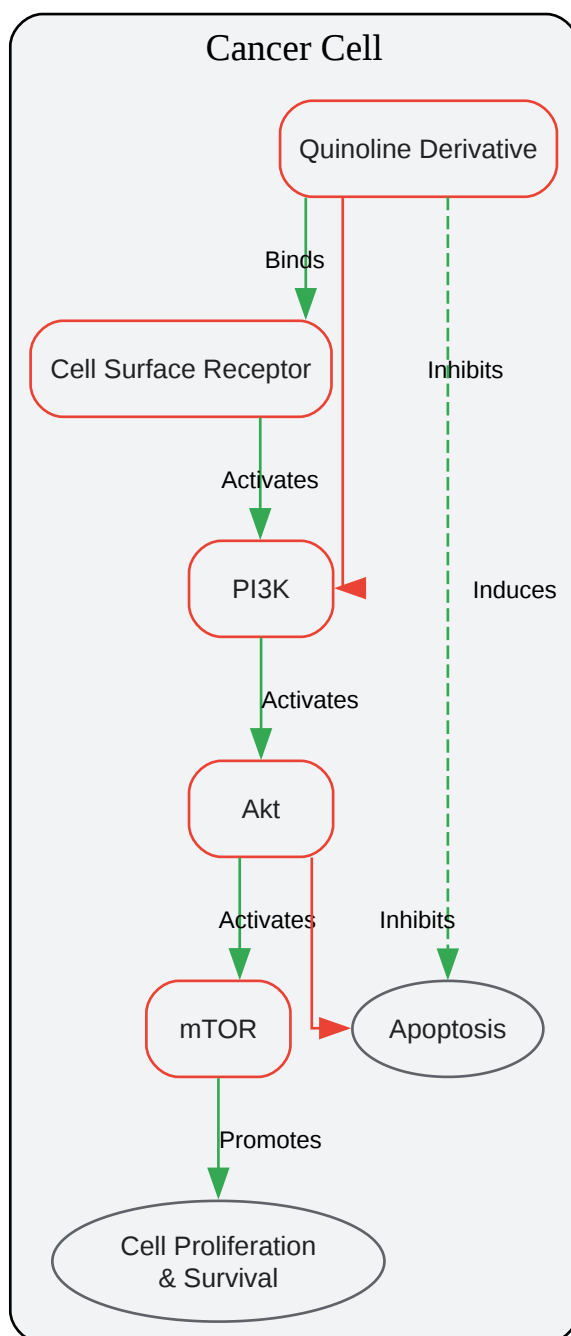 Cancer Cell
Quinoline Derivative
Binds
Cell Surface Receptor
Inhibits
Activates
PI3K
Induces
Activates
Akt
Activates
Inhibits
mTOR
Apoptosis
Promotes
Cell Proliferation
& Survival